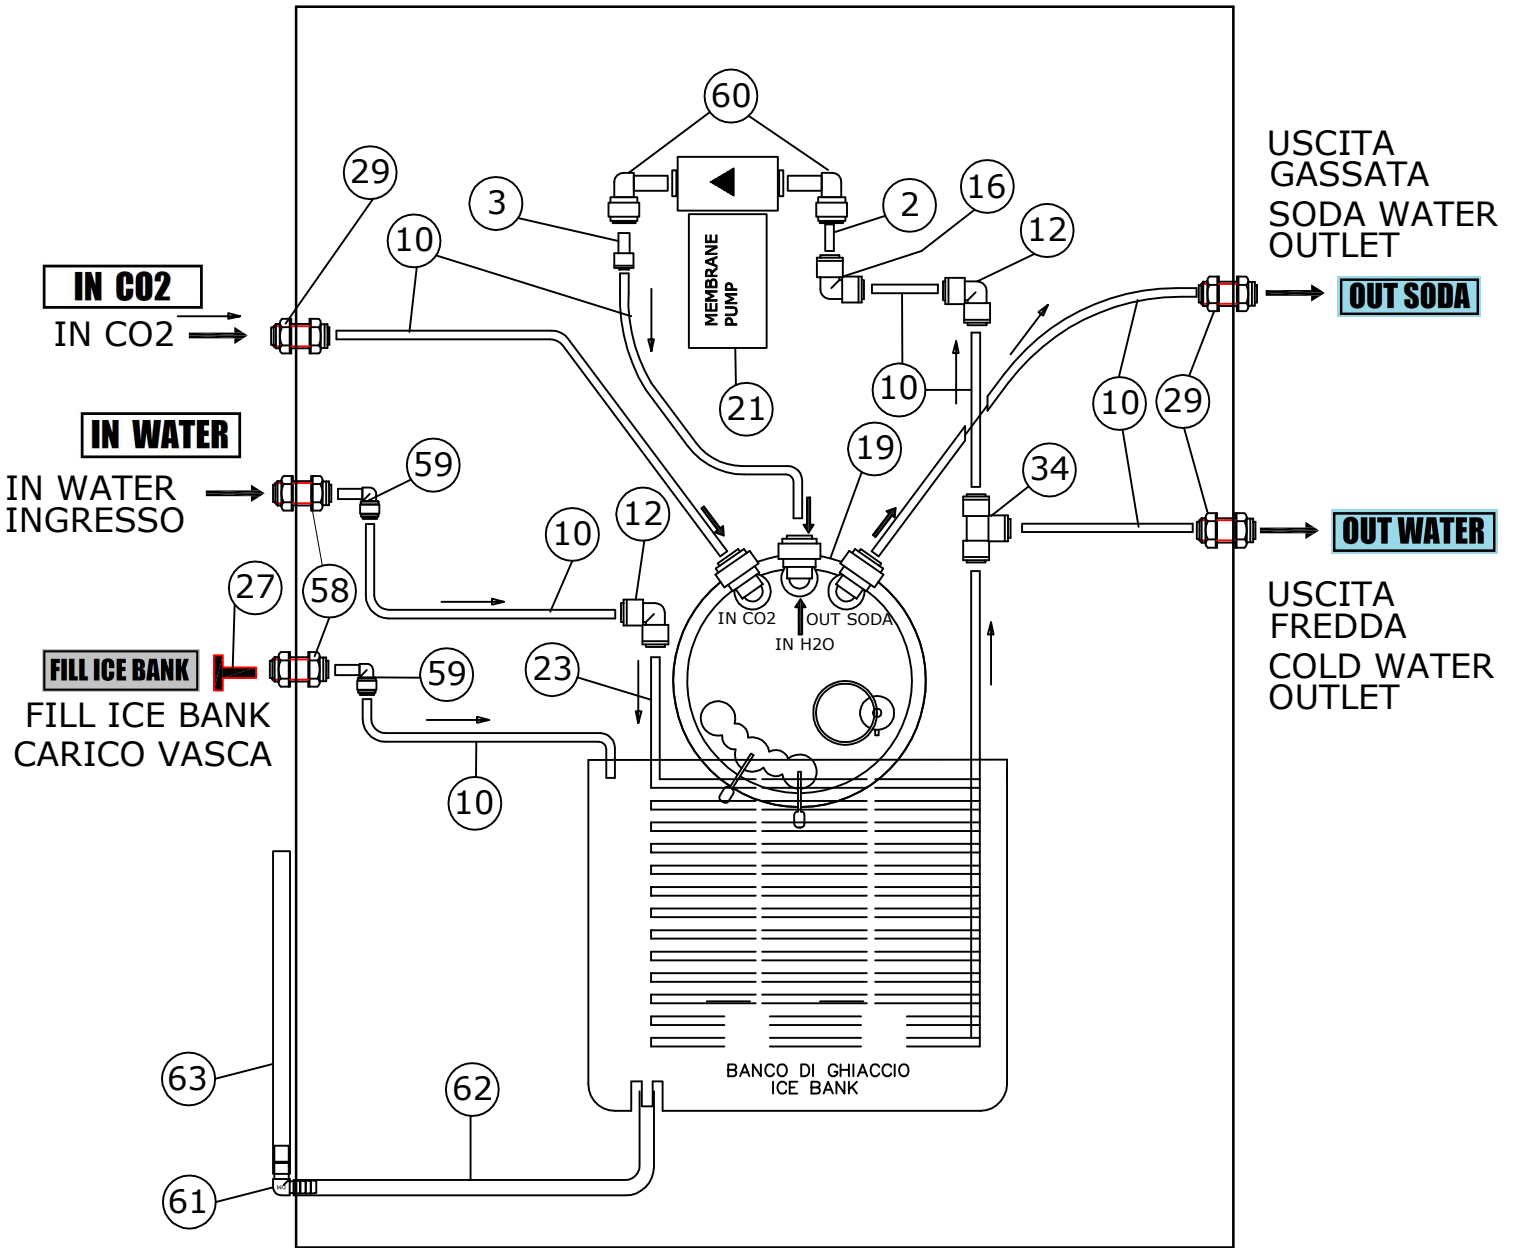 60
USCITA
GASSATA
SODA WATER
OUTLET
29
3
2
16
12
10
MEMBRANE
PUMP
IN CO2
IN CO2
OUT SODA
10
10
29
21
10
IN WATER
19
59
34
IN WATER
INGRESSO
12
10
OUT WATER
27
58
IN CO2
OUT SODA
IN H2O
USCITA
FREDDA
COLD WATER
OUTLET
FILL ICE BANK
59
23
FILL ICE BANK
CARICO VASCA
10
BANCO DI GHIACCIO
ICE BANK
63
62
61